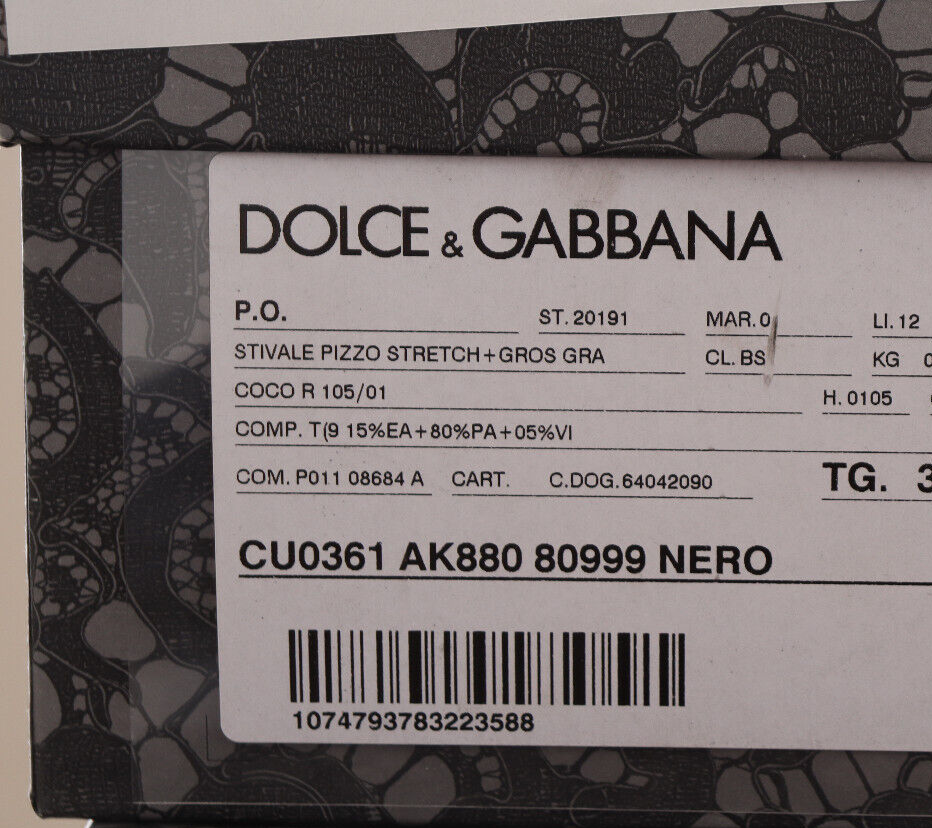 DOLCE & GABBANA
P.O. ST. 20191 MAR. 0 LI. 12
STIVALE PIZZO STRETCH+GROS GRA CL. BS KG 0
COCO R 105/01 H. 0105
COMP. T(9 15%EA+80%PA+05%VI
COM. P011 08684 A CART. C.DOG. 64042090 TG. 3
CU0361 AK880 80999 NERO
1074793783223588